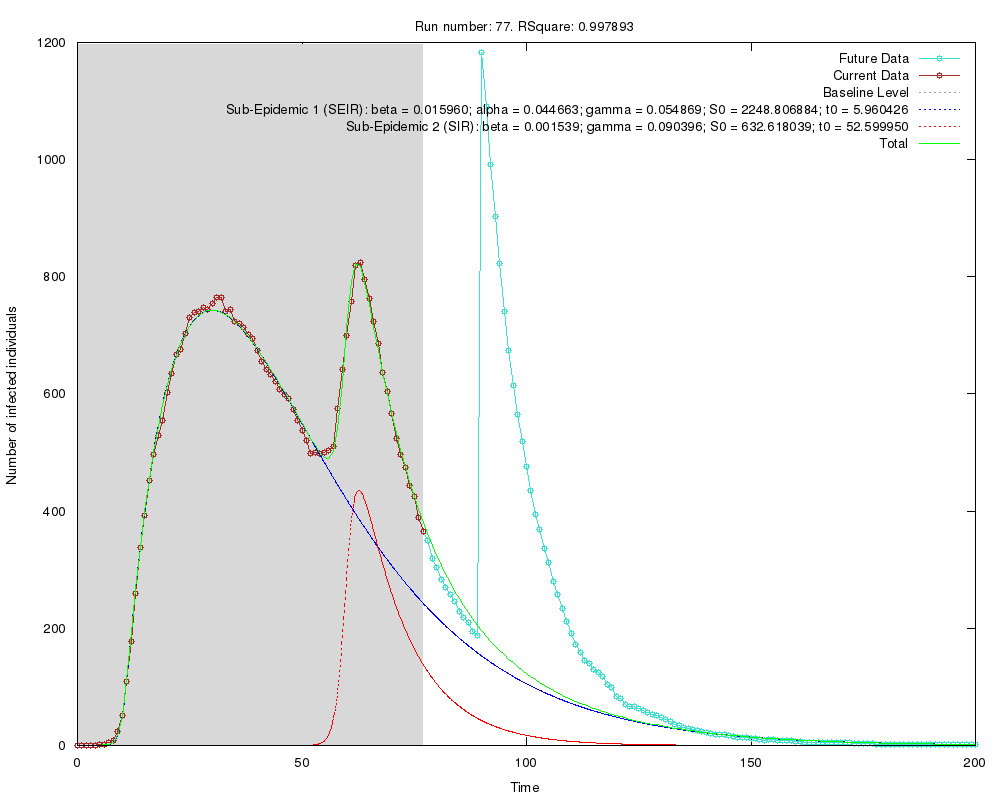 Run number: 77. RSquare: 0.997893
Future Data
Current Data
Baseline Level
Sub-Epidemic 1 (SEIR): beta = 0.015960; alpha = 0.044663; gamma = 0.054869; S0 = 2248.806884; t0 = 5.960426
Sub-Epidemic 2 (SIR): beta = 0.001539; gamma = 0.090396; S0 = 632.618039; t0 = 52.599950
Total
Number of infected individuals
1200
1000
800
600
400
200
0
0 50 100 150 200
Time